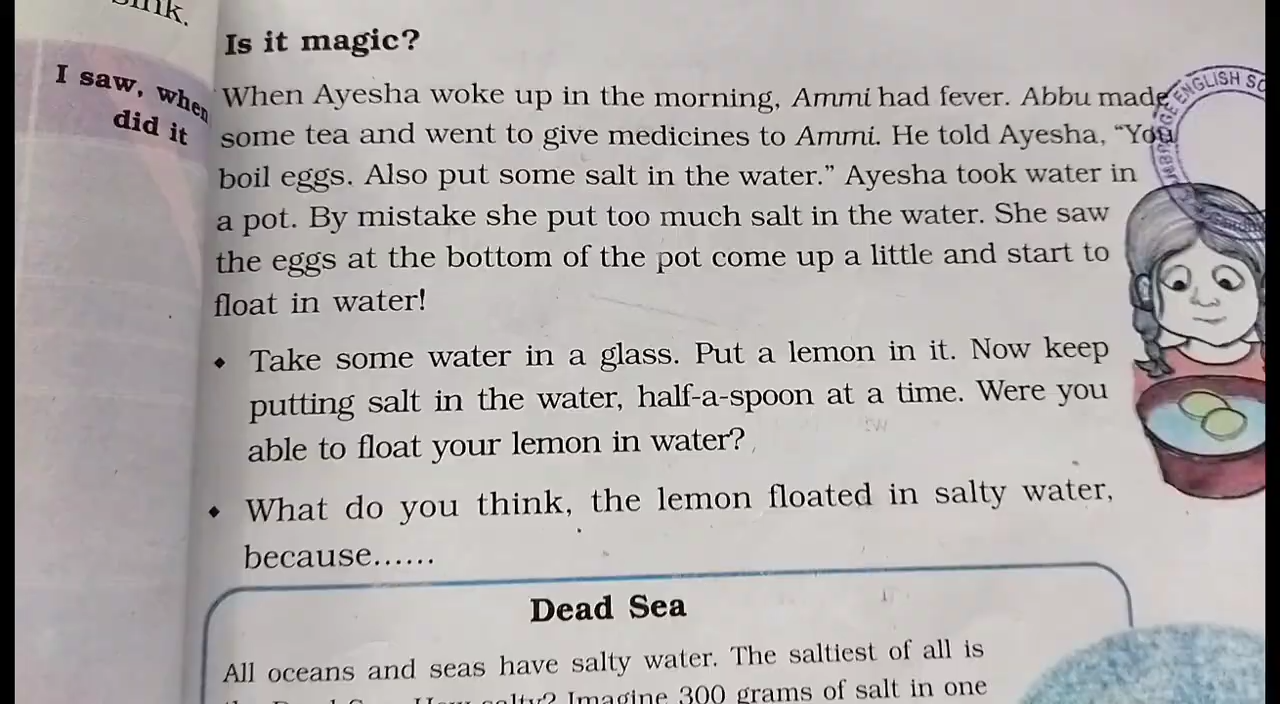 Is it magic?
I saw, when
did it
When Ayesha woke up in the morning, Ammi had fever. Abbu made
some tea and went to give medicines to Ammi. He told Ayesha, “You
boil eggs. Also put some salt in the water.” Ayesha took water in
a pot. By mistake she put too much salt in the water. She saw
the eggs at the bottom of the pot come up a little and start to
float in water!
• Take some water in a glass. Put a lemon in it. Now keep
putting salt in the water, half-a-spoon at a time. Were you
able to float your lemon in water?
• What do you think, the lemon floated in salty water,
because......
Dead Sea
All oceans and seas have salty water. The saltiest of all is
Imagine 300 grams of salt in one
ENGLISH